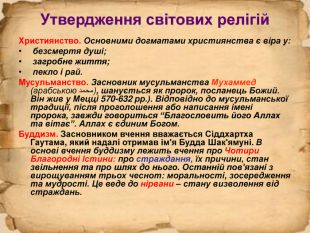 Утвердження світових релігій
Християнство. Основними догматами християнства є віра у:
• безсмертя душі;
• загробне життя;
• пекло і рай.
Мусульманство. Засновник мусульманства Мухаммед
(арабською محمد), шанується як пророк, посланець Божий.
Він жив у Мецці 570-632 рр.). Відповідно до мусульманської
традиції, після проголошення або написання імені
пророка, завжди говориться “Благословить його Аллах
та вітає”. Аллах є єдиним Богом.
Буддизм. Засновником вчення вважається Сіддхартха
Гаутама, який надалі отримав ім'я Будда Шак'ямуні. В
основі вчення буддизму лежить вчення про Чотири
Благородні Істини: про страждання, їх причини, стан
звільнення та про шлях до нього. Останній пов'язані з
вирощуванням трьох чеснот: моральності, зосередження
та мудрості. Це веде до нірвани – стану визволення від
страждань.